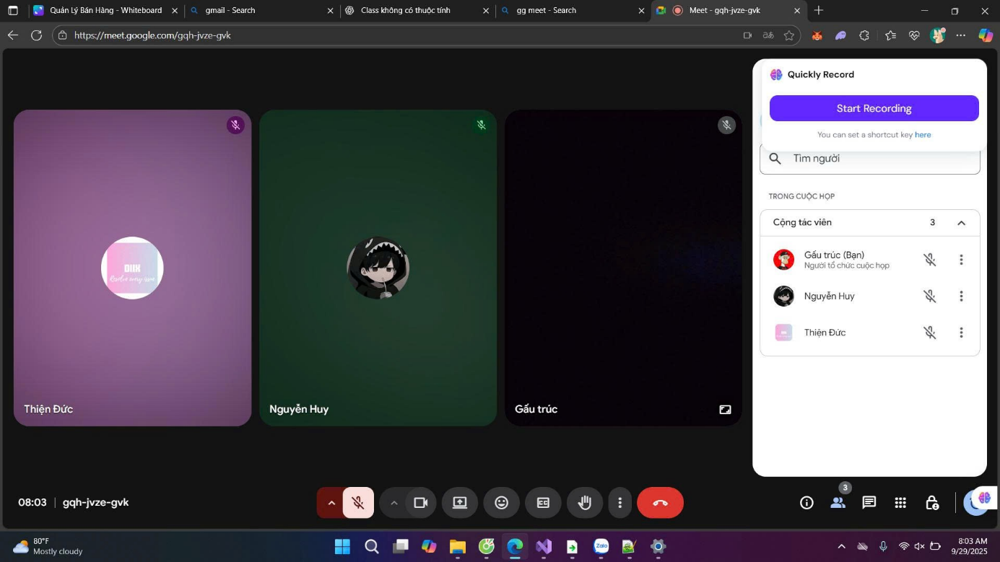 Quản Lý Bán Hàng - Whiteboard
gmail - Search
Class không có thuộc tính
gg meet - Search
Meet - gqh-jvze-gvk
https://meet.google.com/gqh-jvze-gvk
Quickly Record
Start Recording
You can set a shortcut key here
Tìm người
TRONG CUỘC HỌP
Cộng tác viên 3
Gấu trúc (Bạn)
Người tổ chức cuộc họp
Nguyễn Huy
Thiện Đức
DIIX
Resolve every issue
Thiện Đức
Nguyễn Huy
Gấu trúc
08:03 | gqh-jvze-gvk
3
80°F
Mostly cloudy
Zalo
8:03 AM
9/29/2025